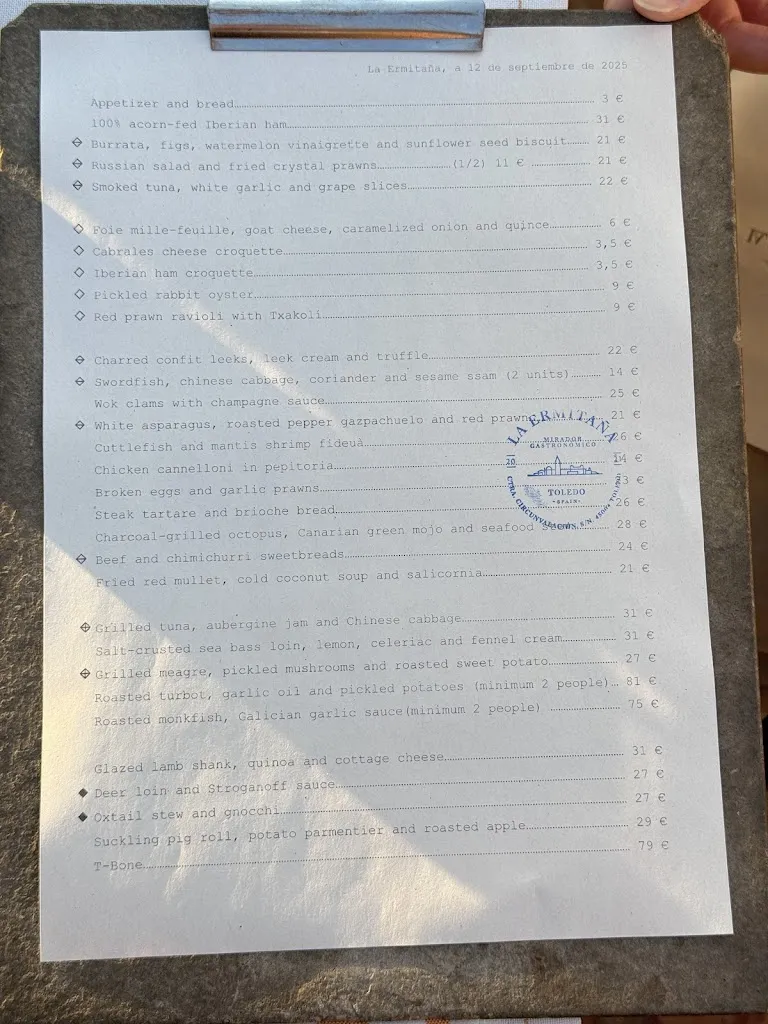 La Ermitaña, a 12 de septiembre de 2025
Appetizer and bread 3 €
100% acorn-fed Iberian ham 31 €
Burrata, figs, watermelon vinaigrette and sunflower seed biscuit 21 €
Russian salad and fried crystal prawns (1/2) 11 € 21 €
Smoked tuna, white garlic and grape slices 22 €
Foie mille-feuille, goat cheese, caramelized onion and quince 6 €
Cabrales cheese croquette 3,5 €
Iberian ham croquette 3,5 €
Pickled rabbit oyster 9 €
Red prawn ravioli with Txakoli 9 €
Charred confit leeks, leek cream and truffle 22 €
Swordfish, chinese cabbage, coriander and sesame ssam (2 units) 14 €
Wok clams with champagne sauce 25 €
White asparagus, roasted pepper gazpachuelo and red prawn 21 €
Cuttlefish and mantis shrimp fideuà 26 €
Chicken cannelloni in pepitoria €
Broken eggs and garlic prawns €
Steak tartare and brioche bread 26 €
Charcoal-grilled octopus, Canarian green mojo and seafood 28 €
Beef and chimichurri sweetbreads 24 €
Fried red mullet, cold coconut soup and salicornia 21 €
LA ERMITAÑA
MIRADOR
GASTRONÓMICO
20
TOLEDO
-SPAIN-
CTRA. CIRCUNVALACIÓN, S/N
Grilled tuna, aubergine jam and Chinese cabbage 31 €
Salt-crusted sea bass loin, lemon, celeriac and fennel cream 31 €
Grilled meagre, pickled mushrooms and roasted sweet potato 27 €
Roasted turbot, garlic oil and pickled potatoes (minimum 2 people) 81 €
Roasted monkfish, Galician garlic sauce(minimum 2 people) 75 €
Glazed lamb shank, quinoa and cottage cheese 31 €
Deer loin and Stroganoff sauce 27 €
Oxtail stew and gnocchi 27 €
Suckling pig roll, potato parmentier and roasted apple 29 €
T-Bone 79 €